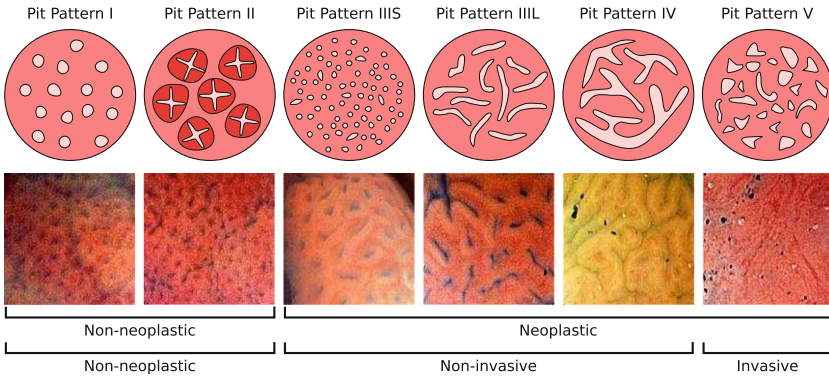 Pit Pattern I Pit Pattern II Pit Pattern IIIS Pit Pattern IIIL Pit Pattern IV Pit Pattern V
Non-neoplastic Neoplastic
Non-neoplastic Non-invasive Invasive